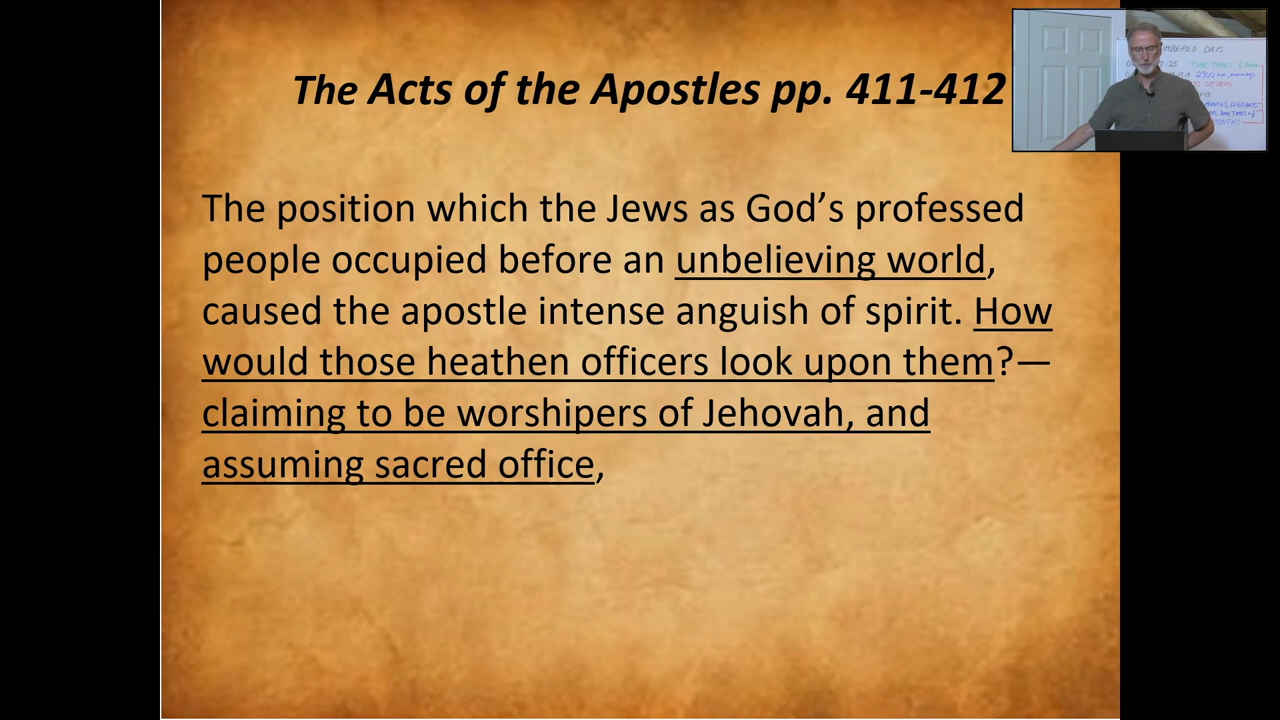 The Acts of the Apostles pp. 411-412
The position which the Jews as God’s professed
people occupied before an unbelieving world,
caused the apostle intense anguish of spirit. How
would those heathen officers look upon them?—
claiming to be worshipers of Jehovah, and
assuming sacred office,
DAYS